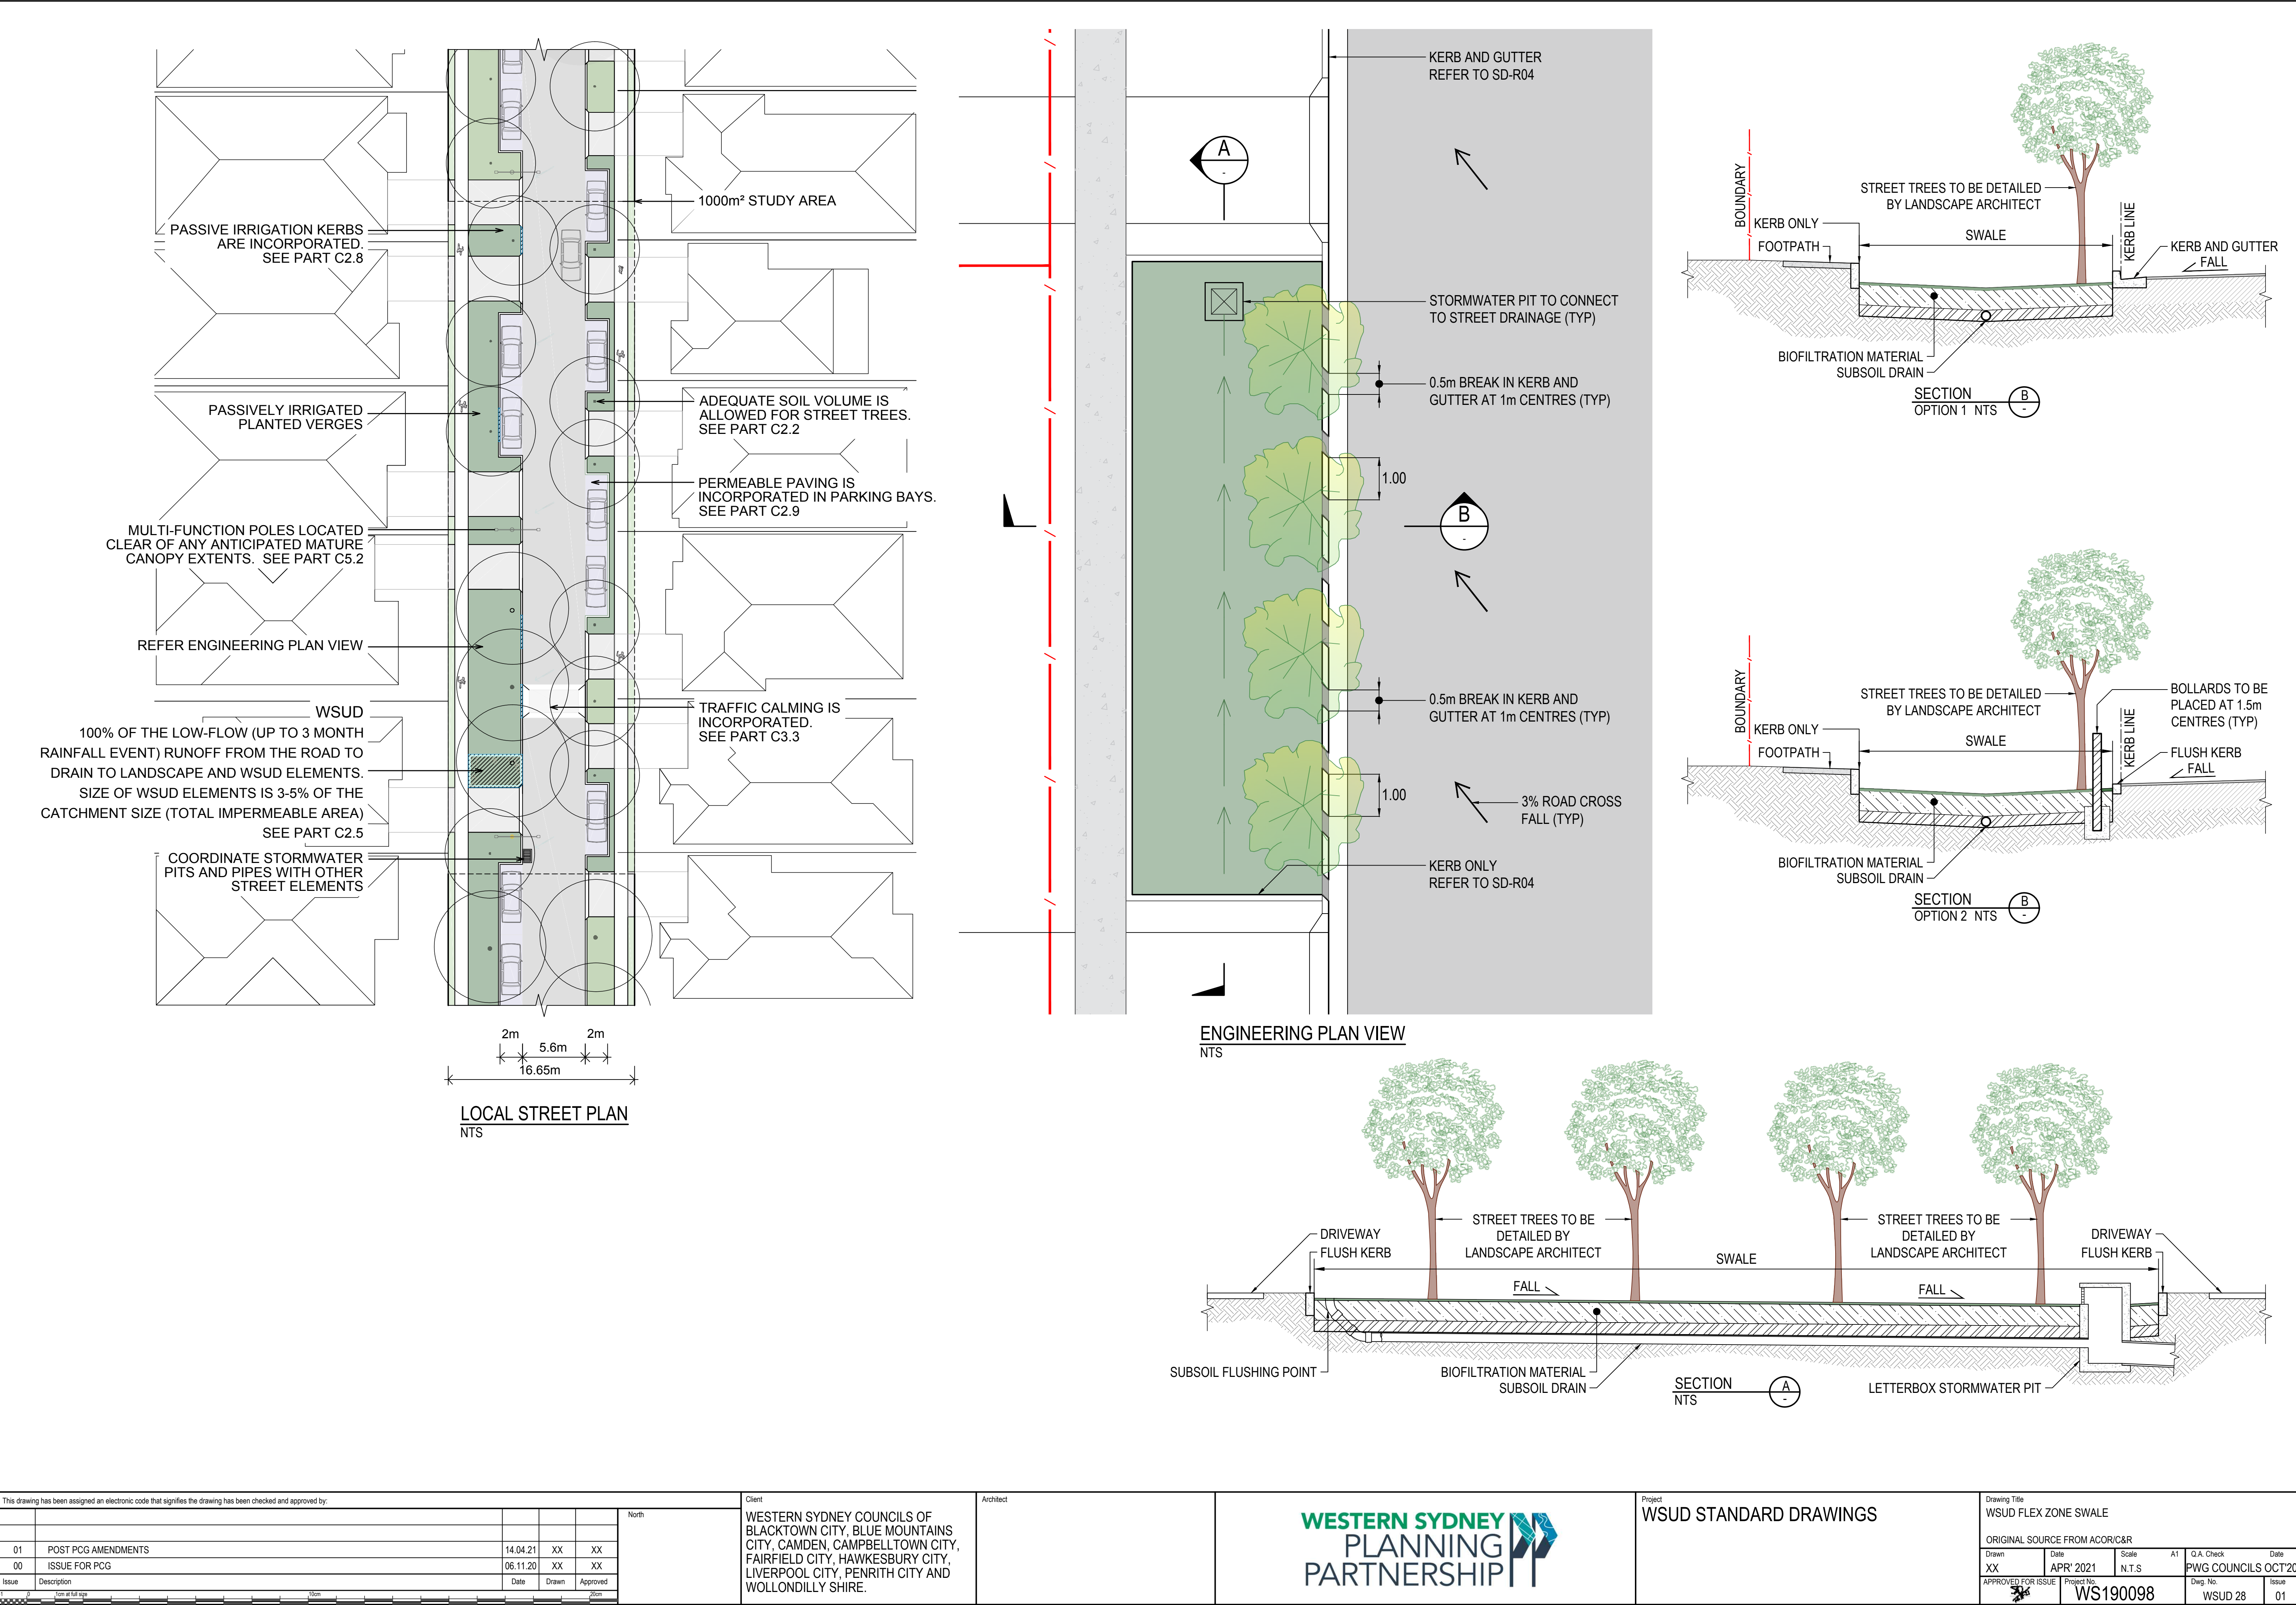 PASSIVE IRRIGATION KERBS
ARE INCORPORATED.
SEE PART C2.8
PASSIVELY IRRIGATED
PLANTED VERGES
MULTI-FUNCTION POLES LOCATED
CLEAR OF ANY ANTICIPATED MATURE
CANOPY EXTENTS. SEE PART C5.2
REFER ENGINEERING PLAN VIEW
WSUD
100% OF THE LOW-FLOW (UP TO 3 MONTH
RAINFALL EVENT) RUNOFF FROM THE ROAD TO
DRAIN TO LANDSCAPE AND WSUD ELEMENTS.
SIZE OF WSUD ELEMENTS IS 3-5% OF THE
CATCHMENT SIZE (TOTAL IMPERMEABLE AREA)
SEE PART C2.5
COORDINATE STORMWATER
PITS AND PIPES WITH OTHER
STREET ELEMENTS
1000m² STUDY AREA
ADEQUATE SOIL VOLUME IS
ALLOWED FOR STREET TREES.
SEE PART C2.2
PERMEABLE PAVING IS
INCORPORATED IN PARKING BAYS.
SEE PART C2.9
TRAFFIC CALMING IS
INCORPORATED.
SEE PART C3.3
2m
2m
5.6m
16.65m
LOCAL STREET PLAN
NTS
KERB AND GUTTER
REFER TO SD-R04
A
-
STORMWATER PIT TO CONNECT
TO STREET DRAINAGE (TYP)
0.5m BREAK IN KERB AND
GUTTER AT 1m CENTRES (TYP)
1.00
B
-
0.5m BREAK IN KERB AND
GUTTER AT 1m CENTRES (TYP)
1.00
3% ROAD CROSS
FALL (TYP)
KERB ONLY
REFER TO SD-R04
ENGINEERING PLAN VIEW
NTS
BOUNDARY
STREET TREES TO BE DETAILED
BY LANDSCAPE ARCHITECT
KERB ONLY
FOOTPATH
SWALE
KERB LINE
KERB AND GUTTER
FALL
BIOFILTRATION MATERIAL
SUBSOIL DRAIN
SECTION
OPTION 1 NTS
B
-
BOUNDARY
STREET TREES TO BE DETAILED
BY LANDSCAPE ARCHITECT
KERB ONLY
FOOTPATH
SWALE
KERB LINE
BOLLARDS TO BE
PLACED AT 1.5m
CENTRES (TYP)
FLUSH KERB
FALL
BIOFILTRATION MATERIAL
SUBSOIL DRAIN
SECTION
OPTION 2 NTS
B
-
DRIVEWAY
FLUSH KERB
STREET TREES TO BE
DETAILED BY
LANDSCAPE ARCHITECT
SWALE
STREET TREES TO BE
DETAILED BY
LANDSCAPE ARCHITECT
DRIVEWAY
FLUSH KERB
FALL
FALL
SUBSOIL FLUSHING POINT
BIOFILTRATION MATERIAL
SUBSOIL DRAIN
LETTERBOX STORMWATER PIT
SECTION
NTS
A
-
This drawing has been assigned an electronic code that signifies the drawing has been checked and approved by:
01 POST PCG AMENDMENTS 14.04.21 XX XX
00 ISSUE FOR PCG 06.11.20 XX XX
Issue Description Date Drawn Approved
1 0 1cm at full size 10cm 20cm
North
Client
WESTERN SYDNEY COUNCILS OF
BLACKTOWN CITY, BLUE MOUNTAINS
CITY, CAMDEN, CAMPBELLTOWN CITY,
FAIRFIELD CITY, HAWKESBURY CITY,
LIVERPOOL CITY, PENRITH CITY AND
WOLLONDILLY SHIRE.
Architect
WESTERN SYDNEY
PLANNING
PARTNERSHIP
Project
WSUD STANDARD DRAWINGS
Drawing Title
WSUD FLEX ZONE SWALE
ORIGINAL SOURCE FROM ACOR/C&R
Drawn Date Scale A1 Q.A. Check Date
XX APR' 2021 N.T.S PWG COUNCILS OCT'20
APPROVED FOR ISSUE Project No. Dwg. No. Issue
WS190098 WSUD 28 01